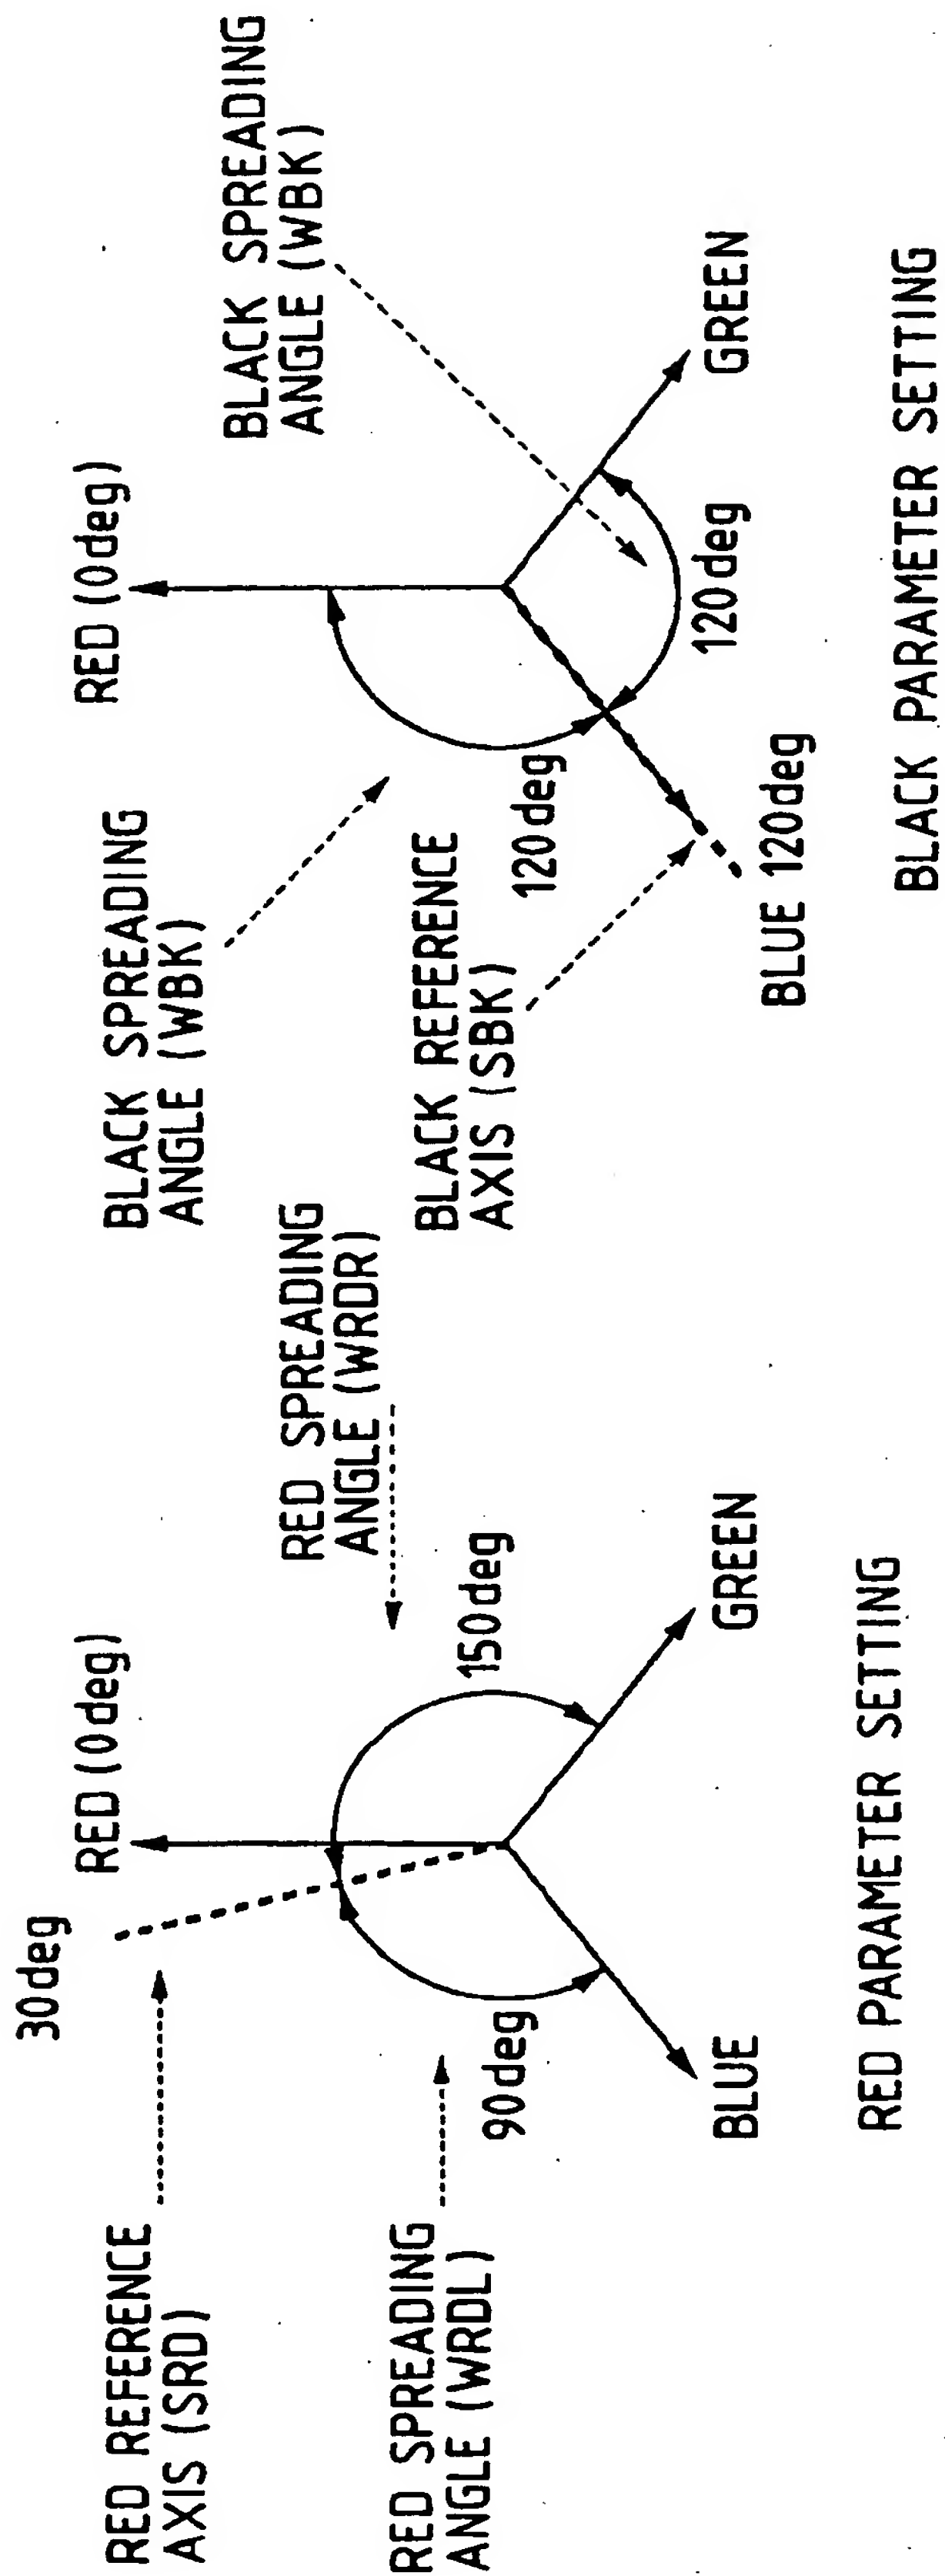 RED REFERENCE
AXIS (SRD)
30deg
RED (0deg)
RED SPREADING
ANGLE (WRDL)
90deg
RED SPREADING
ANGLE (WRDR)
150deg
BLUE
GREEN
RED PARAMETER SETTING
BLACK SPREADING
ANGLE (WBK)
RED (0deg)
BLACK SPREADING
ANGLE (WBK)
BLACK REFERENCE
AXIS (SBK)
120deg
120deg
BLUE 120deg
GREEN
BLACK PARAMETER SETTING